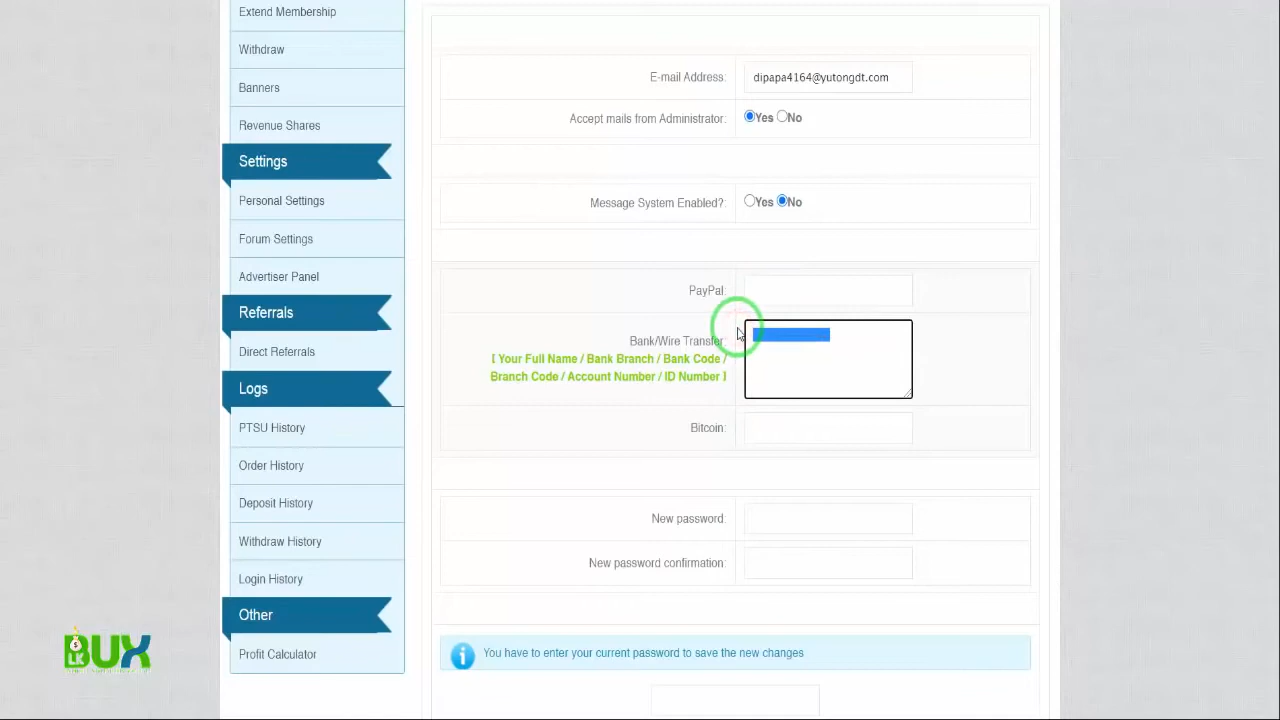 Extend Membership
Withdraw
Banners
Revenue Shares
Settings
Personal Settings
Forum Settings
Advertiser Panel
Referrals
Direct Referrals
Logs
PTSU History
Order History
Deposit History
Withdraw History
Login History
Other
Profit Calculator
E-mail Address: dipapa4164@yutongdt.com
Accept mails from Administrator: Yes No
Message System Enabled?: Yes No
PayPal:
Bank/Wire Transfer:
[ Your Full Name / Bank Branch / Bank Code /
Branch Code / Account Number / ID Number ]
Bitcoin:
New password:
New password confirmation:
You have to enter your current password to save the new changes
LK BUX